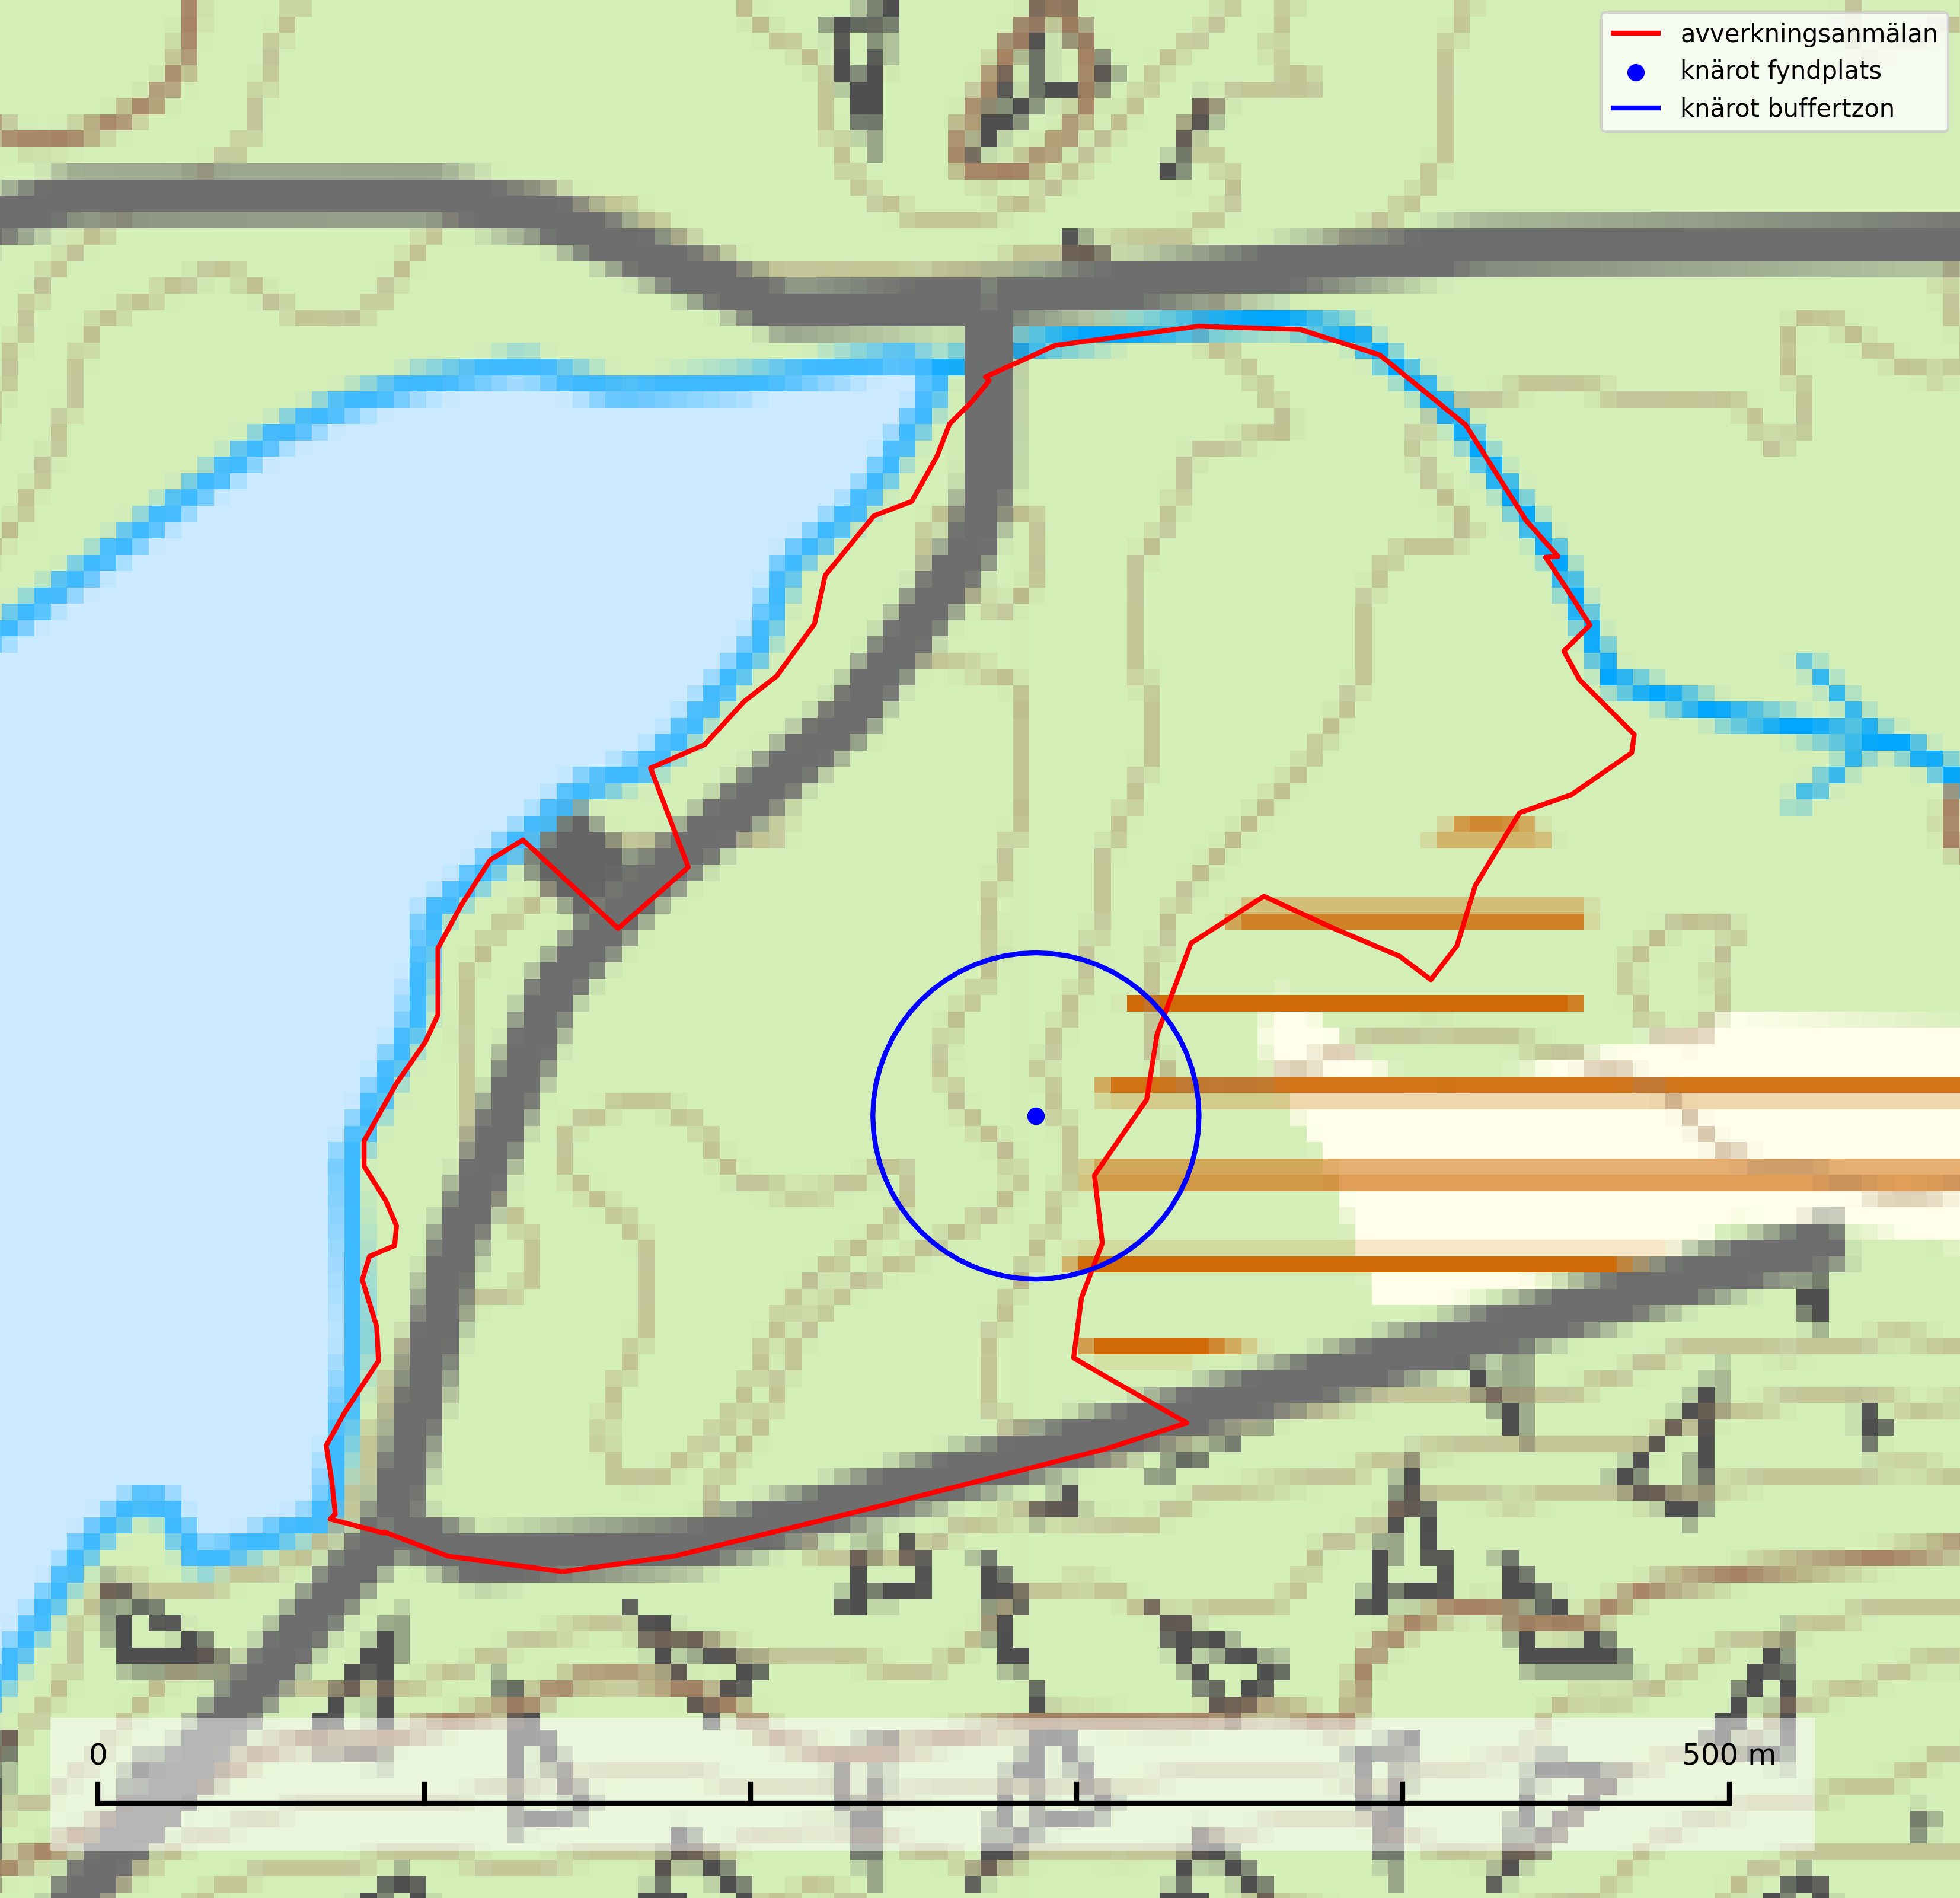 avverkningsanmälan
knärot fyndplats
knärot buffertzon
0
500 m